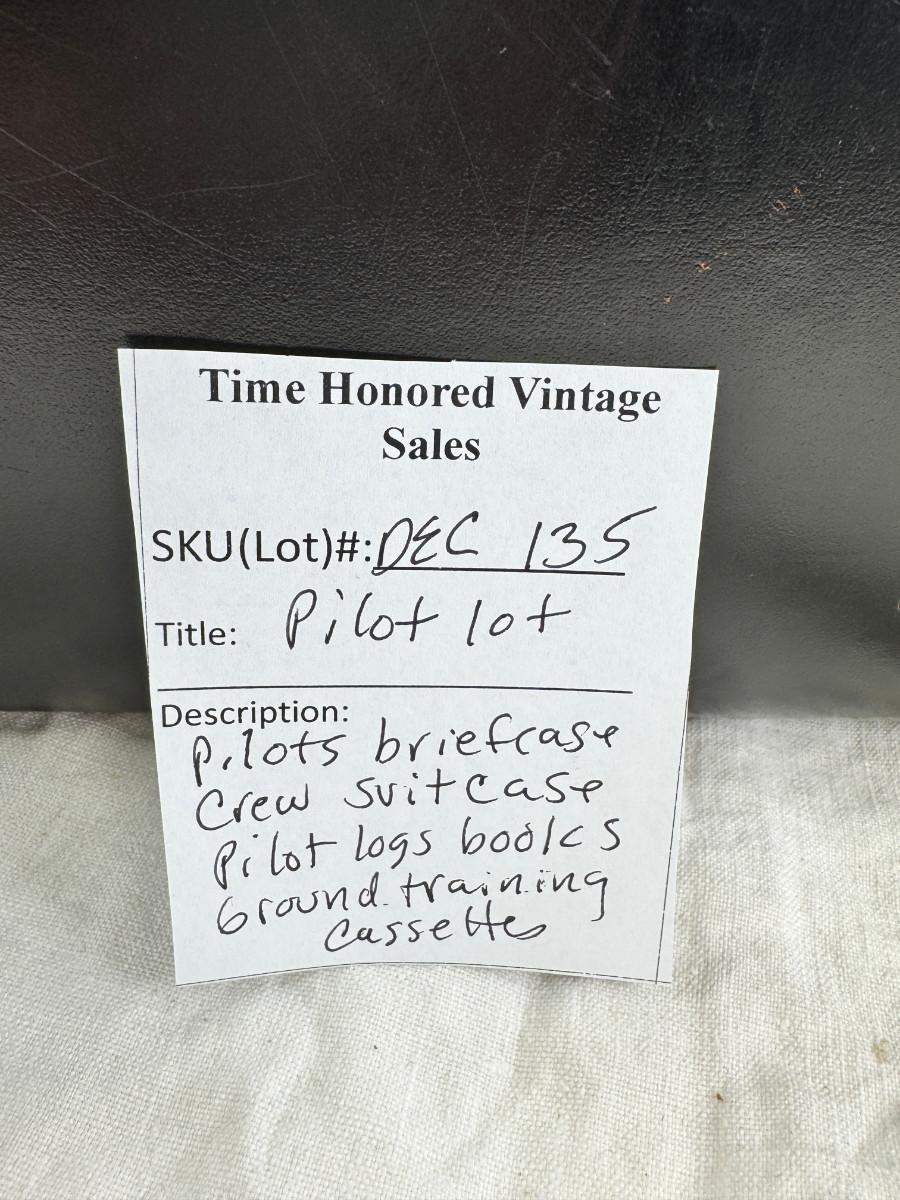 Time Honored Vintage
Sales
SKU(Lot)#: DEC 135
Title: Pilot lot
Description:
Pilots briefcase
Crew suitcase
Pilot logs books
Ground training
cassettes